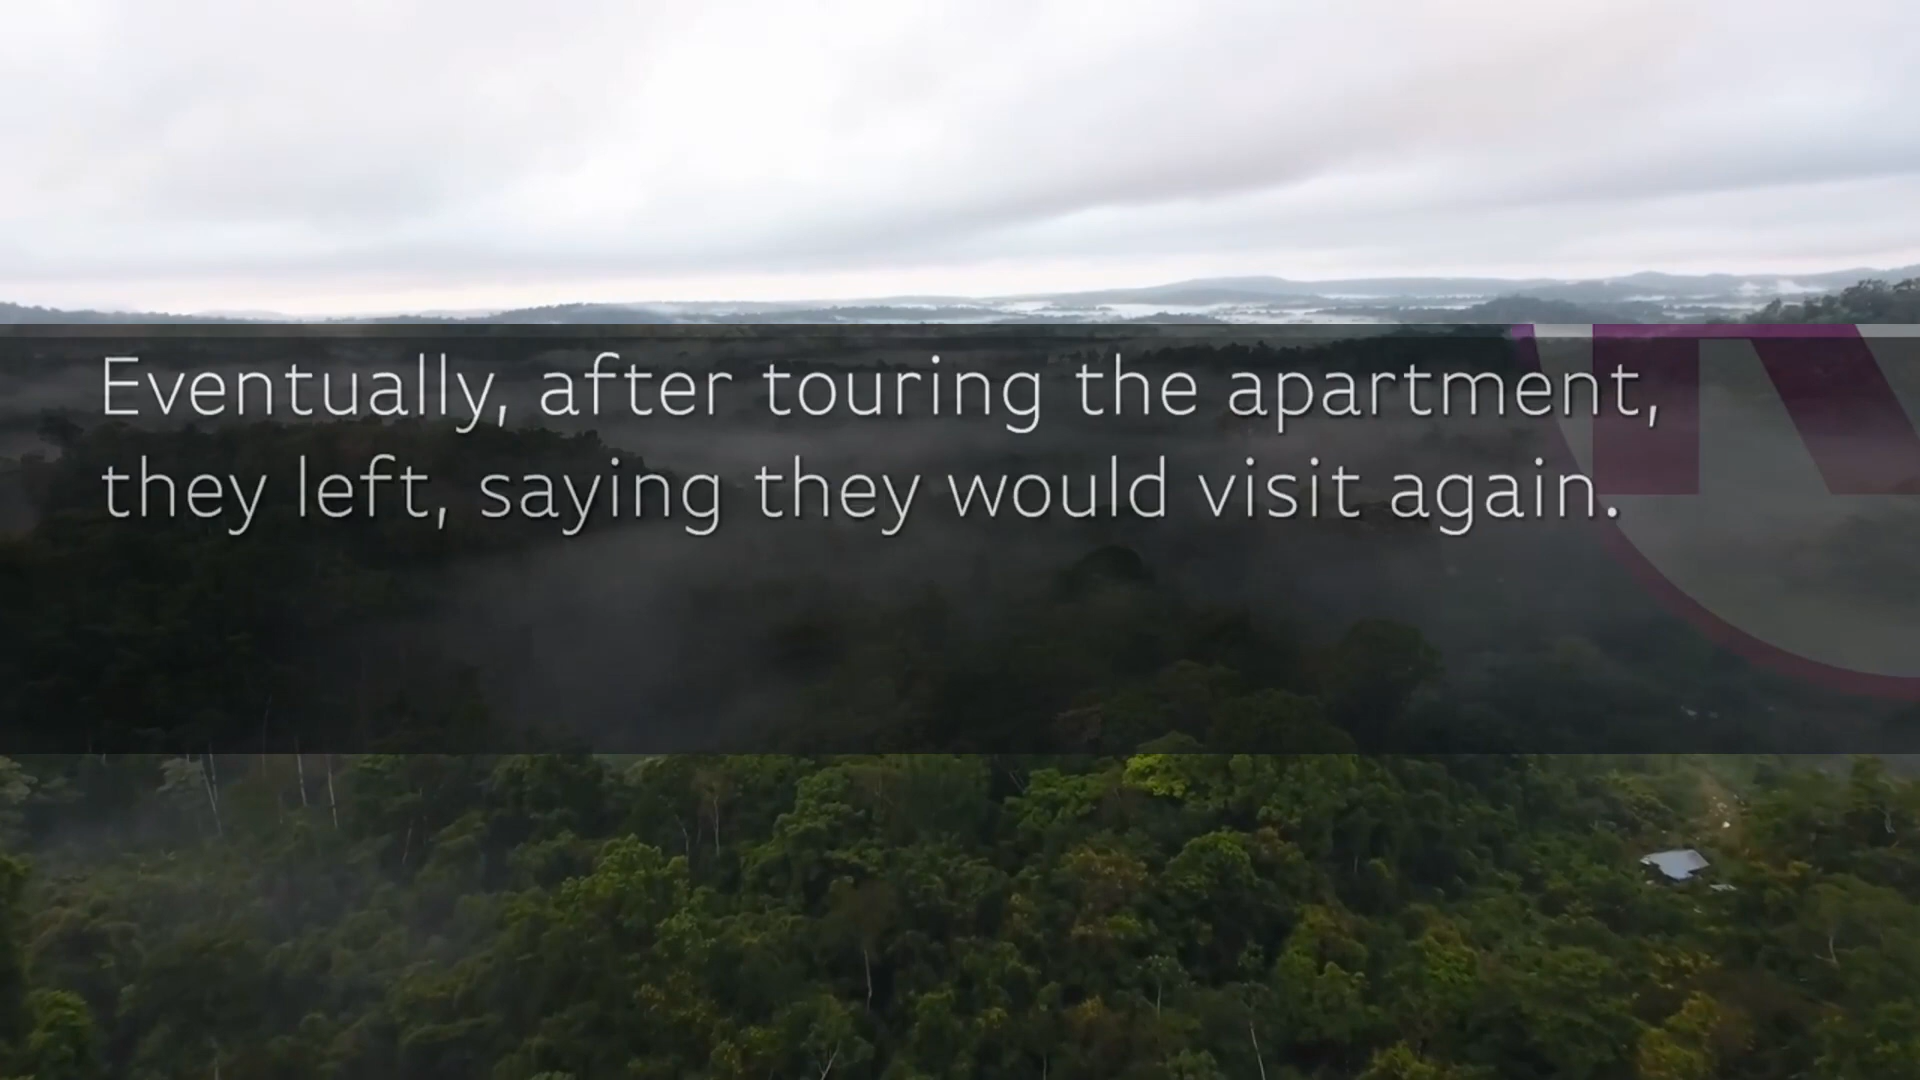 Eventually, after touring the apartment,
they left, saying they would visit again.